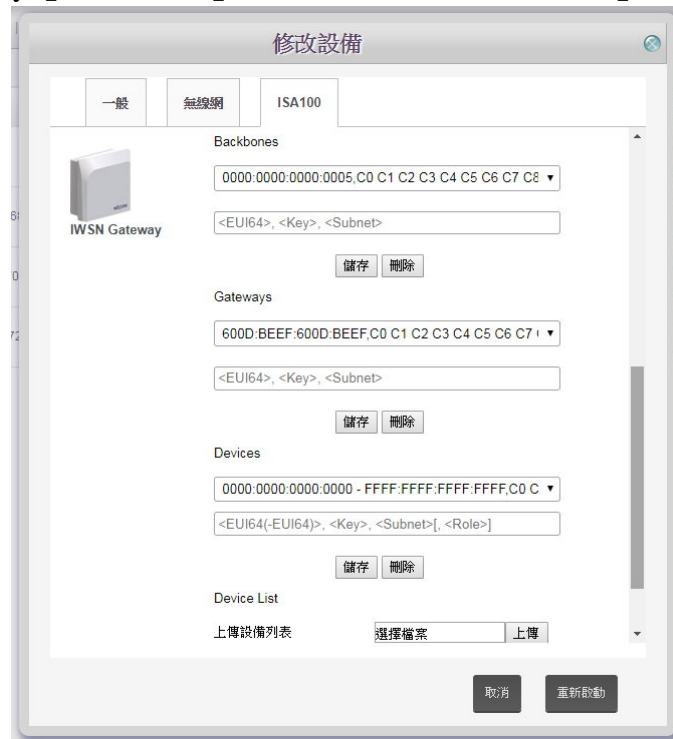 修改設備
一般 無線網 ISA100
Backbones
0000:0000:0000:0005,C0 C1 C2 C3 C4 C5 C6 C7 C8
<EUI64>, <Key>, <Subnet>
IWSN Gateway
儲存 刪除
Gateways
600D:BEEF:600D:BEEF,C0 C1 C2 C3 C4 C5 C6 C7
<EUI64>, <Key>, <Subnet>
儲存 刪除
Devices
0000:0000:0000:0000 - FFFF:FFFF:FFFF:FFFF,C0 C
<EUI64(-EUI64)>, <Key>, <Subnet>[, <Role>]
儲存 刪除
Device List
上傳設備列表 選擇檔案 上傳
取消 重新啟動